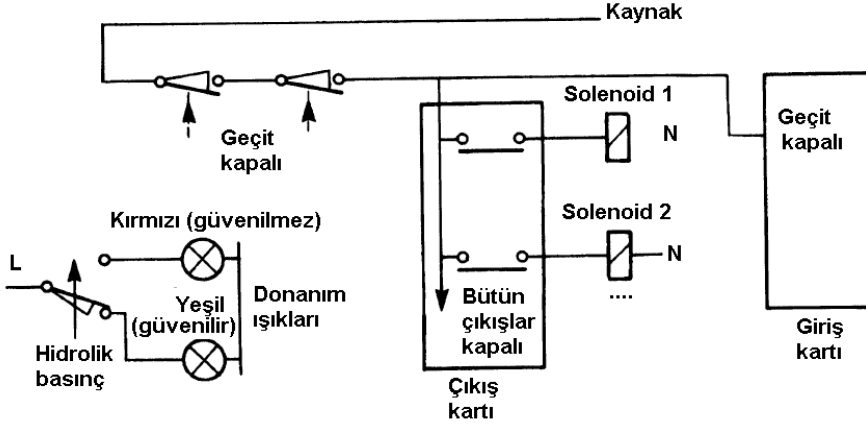 Kaynak
Geçit
kapalı
Solenoid 1
N
Geçit
kapalı
Kırmızı (güvenilmez)
Solenoid 2
N
....
L
Yeşil
(güvenilir)
Donanım
ışıkları
Hidrolik
basınç
Bütün
çıkışlar
kapalı
Çıkış
kartı
Giriş
kartı